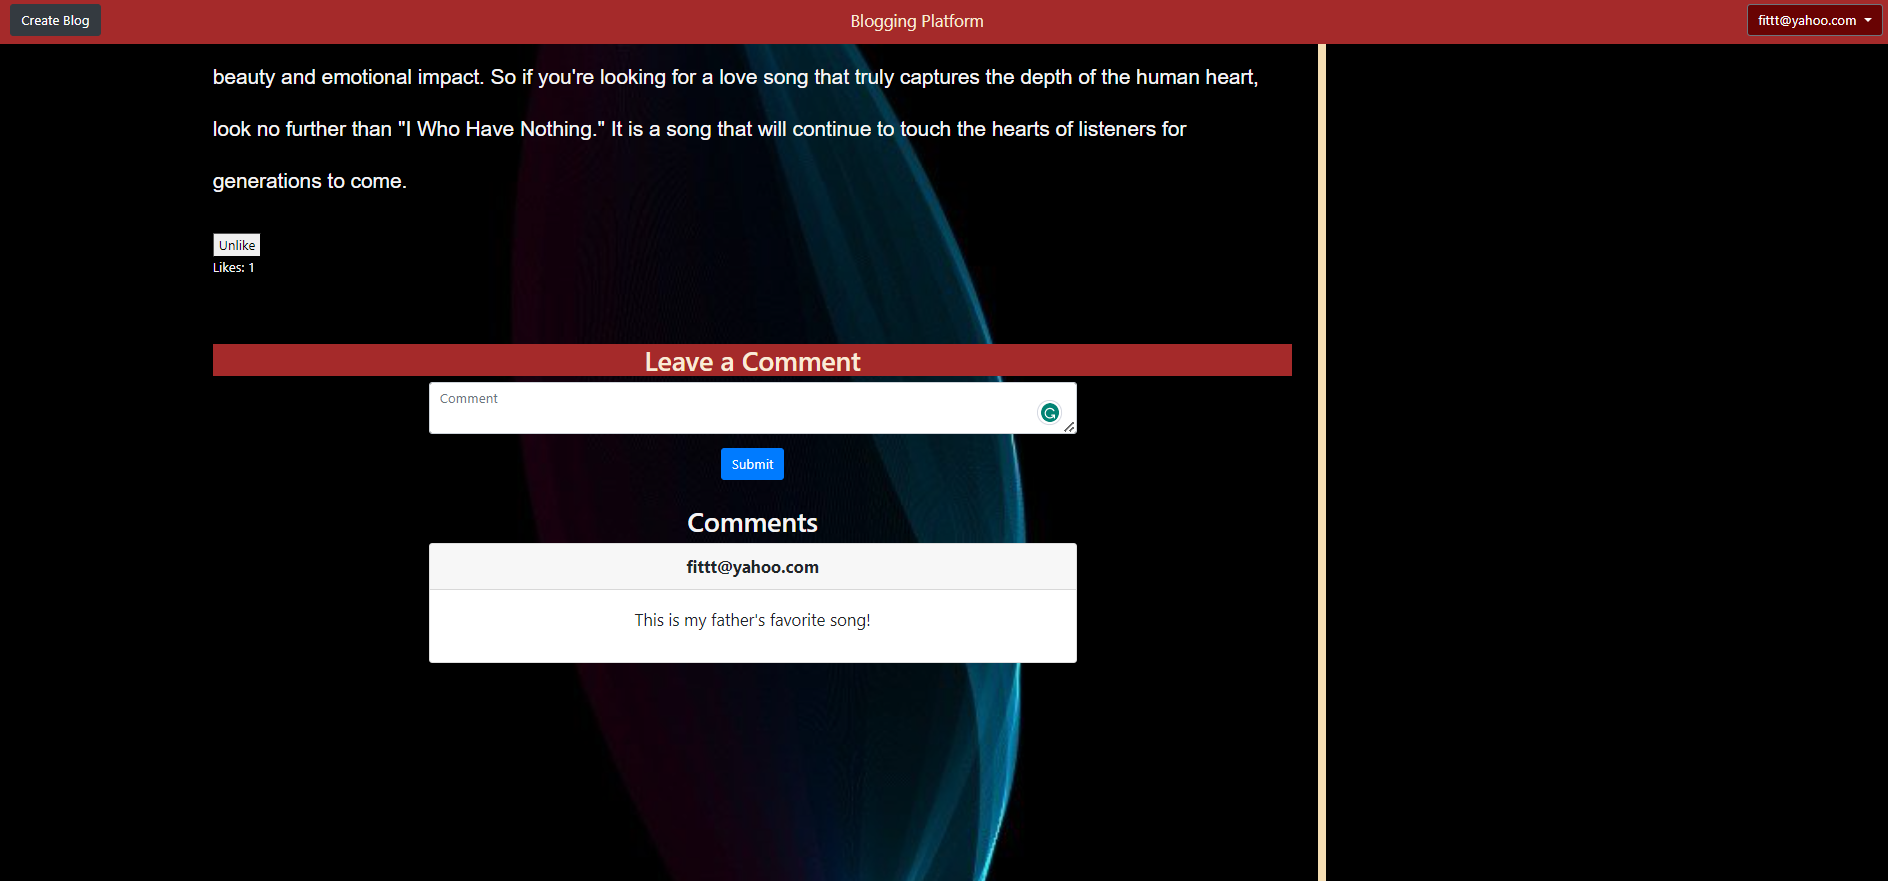 Create Blog
Blogging Platform
fittt@yahoo.com
beauty and emotional impact. So if you're looking for a love song that truly captures the depth of the human heart,
look no further than "I Who Have Nothing." It is a song that will continue to touch the hearts of listeners for
generations to come.
Unlike
Likes: 1
Leave a Comment
Comment
Submit
Comments
fittt@yahoo.com
This is my father's favorite song!